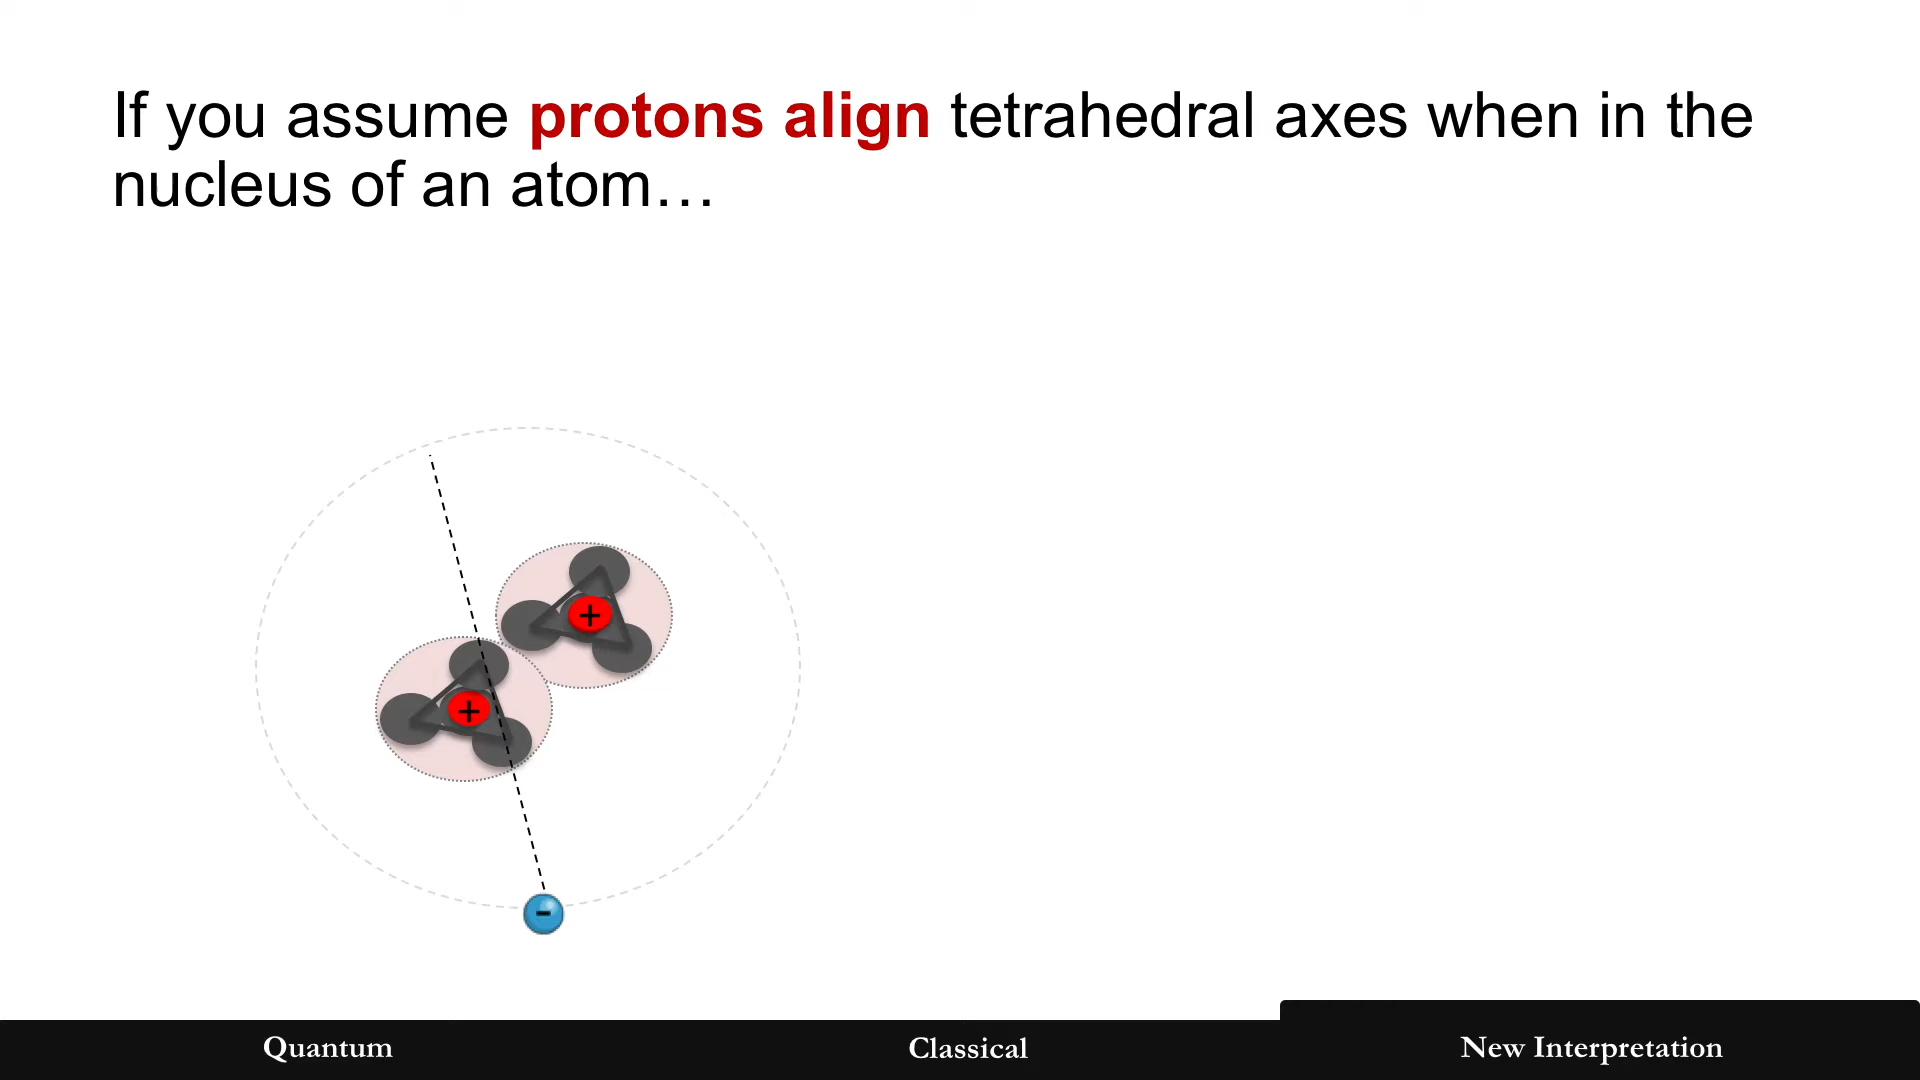 If you assume protons align tetrahedral axes when in the
nucleus of an atom…
+
+
-
Quantum
Classical
New Interpretation